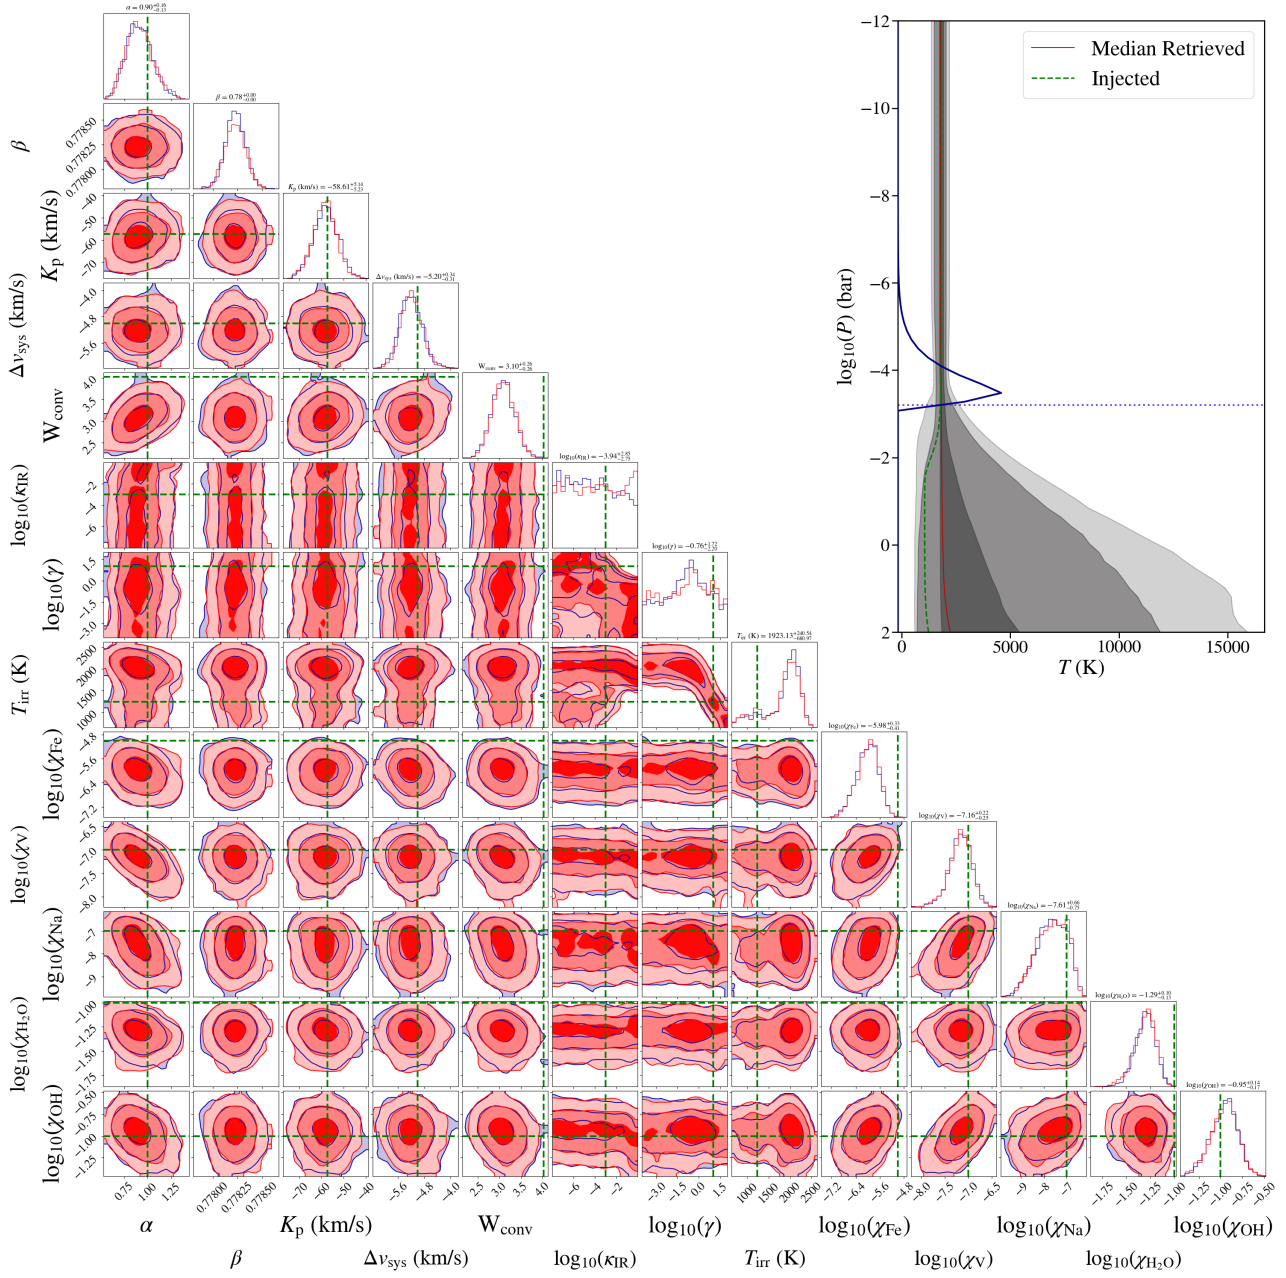 α = 0.90+0.16−0.13
β = 0.78+0.00−0.00
Kp (km/s) = −58.61+5.14−5.23
Δvsys (km/s) = −5.20+0.34−0.31
Wconv = 3.10+0.26−0.26
log10(κIR) = −3.94+2.85−2.75
log10(γ) = −0.76+1.72−2.20
Tirr (K) = 1923.13+240.54−680.97
log10(χFe) = −5.98+0.33−0.41
log10(χV) = −7.16+0.22−0.25
log10(χNa) = −7.61+0.66−0.75
log10(χH2O) = −1.29+0.10−0.13
log10(χOH) = −0.95+0.14−0.17
β
0.77850
0.77825
0.77800
Kp (km/s)
−40
−50
−60
−70
Δvsys (km/s)
−4.0
−4.8
−5.6
Wconv
4.0
3.5
3.0
2.5
log10(κIR)
−2
−4
−6
log10(γ)
1.5
0.0
−1.5
−3.0
Tirr (K)
2500
2000
1500
1000
log10(χFe)
−4.8
−5.6
−6.4
−7.2
log10(χV)
−6.5
−7.0
−7.5
−8.0
log10(χNa)
−7
−8
−9
log10(χH2O)
−1.00
−1.25
−1.50
−1.75
log10(χOH)
−0.50
−0.75
−1.00
−1.25
0.75 1.00 1.25
0.77800 0.77825 0.77850
−70 −60 −50 −40
−5.6 −4.8 −4.0
2.5 3.0 3.5 4.0
−6 −4 −2
−3.0 −1.5 0.0 1.5
1000 1500 2000 2500
−7.2 −6.4 −5.6 −4.8
−8.0 −7.5 −7.0 −6.5
−9 −8 −7
−1.75 −1.50 −1.25 −1.00
−1.25 −1.00 −0.75 −0.50
α
Kp (km/s)
Wconv
log10(γ)
log10(χFe)
log10(χNa)
log10(χOH)
β
Δvsys (km/s)
log10(κIR)
Tirr (K)
log10(χV)
log10(χH2O)
Median Retrieved
Injected
log10(P) (bar)
−12
−10
−8
−6
−4
−2
0
2
0 5000 10000 15000
T (K)